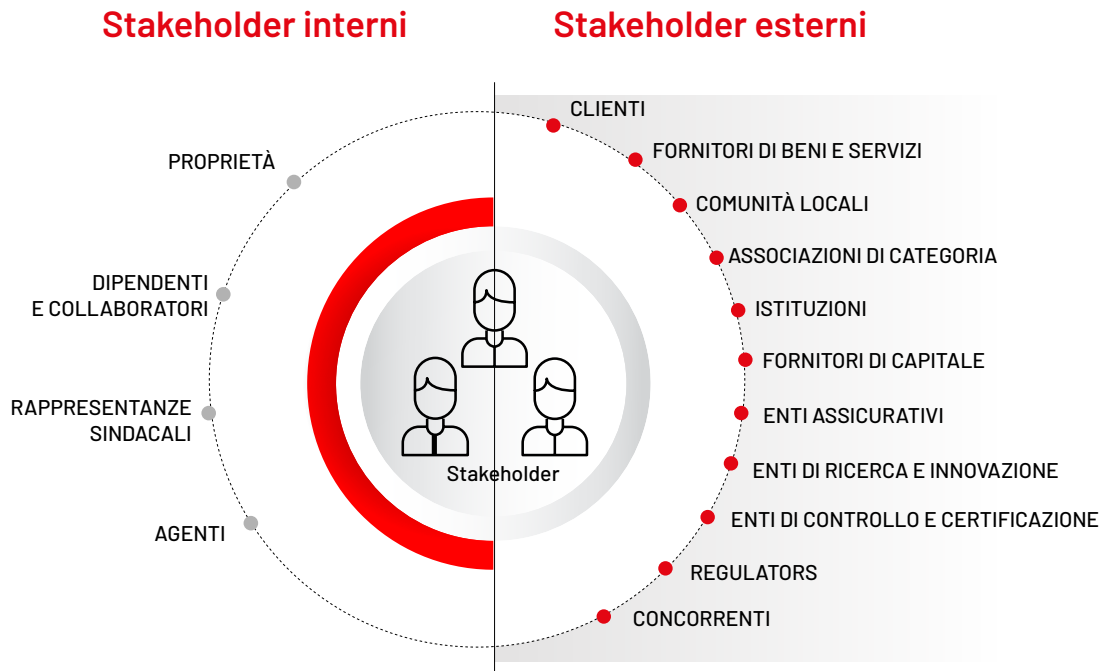 Stakeholder interni
Stakeholder esterni
PROPRIETÀ
DIPENDENTI
E COLLABORATORI
RAPPRESENTANZE
SINDACALI
AGENTI
Stakeholder
CLIENTI
FORNITORI DI BENI E SERVIZI
COMUNITÀ LOCALI
ASSOCIAZIONI DI CATEGORIA
ISTITUZIONI
FORNITORI DI CAPITALE
ENTI ASSICURATIVI
ENTI DI RICERCA E INNOVAZIONE
ENTI DI CONTROLLO E CERTIFICAZIONE
REGULATORS
CONCORRENTI